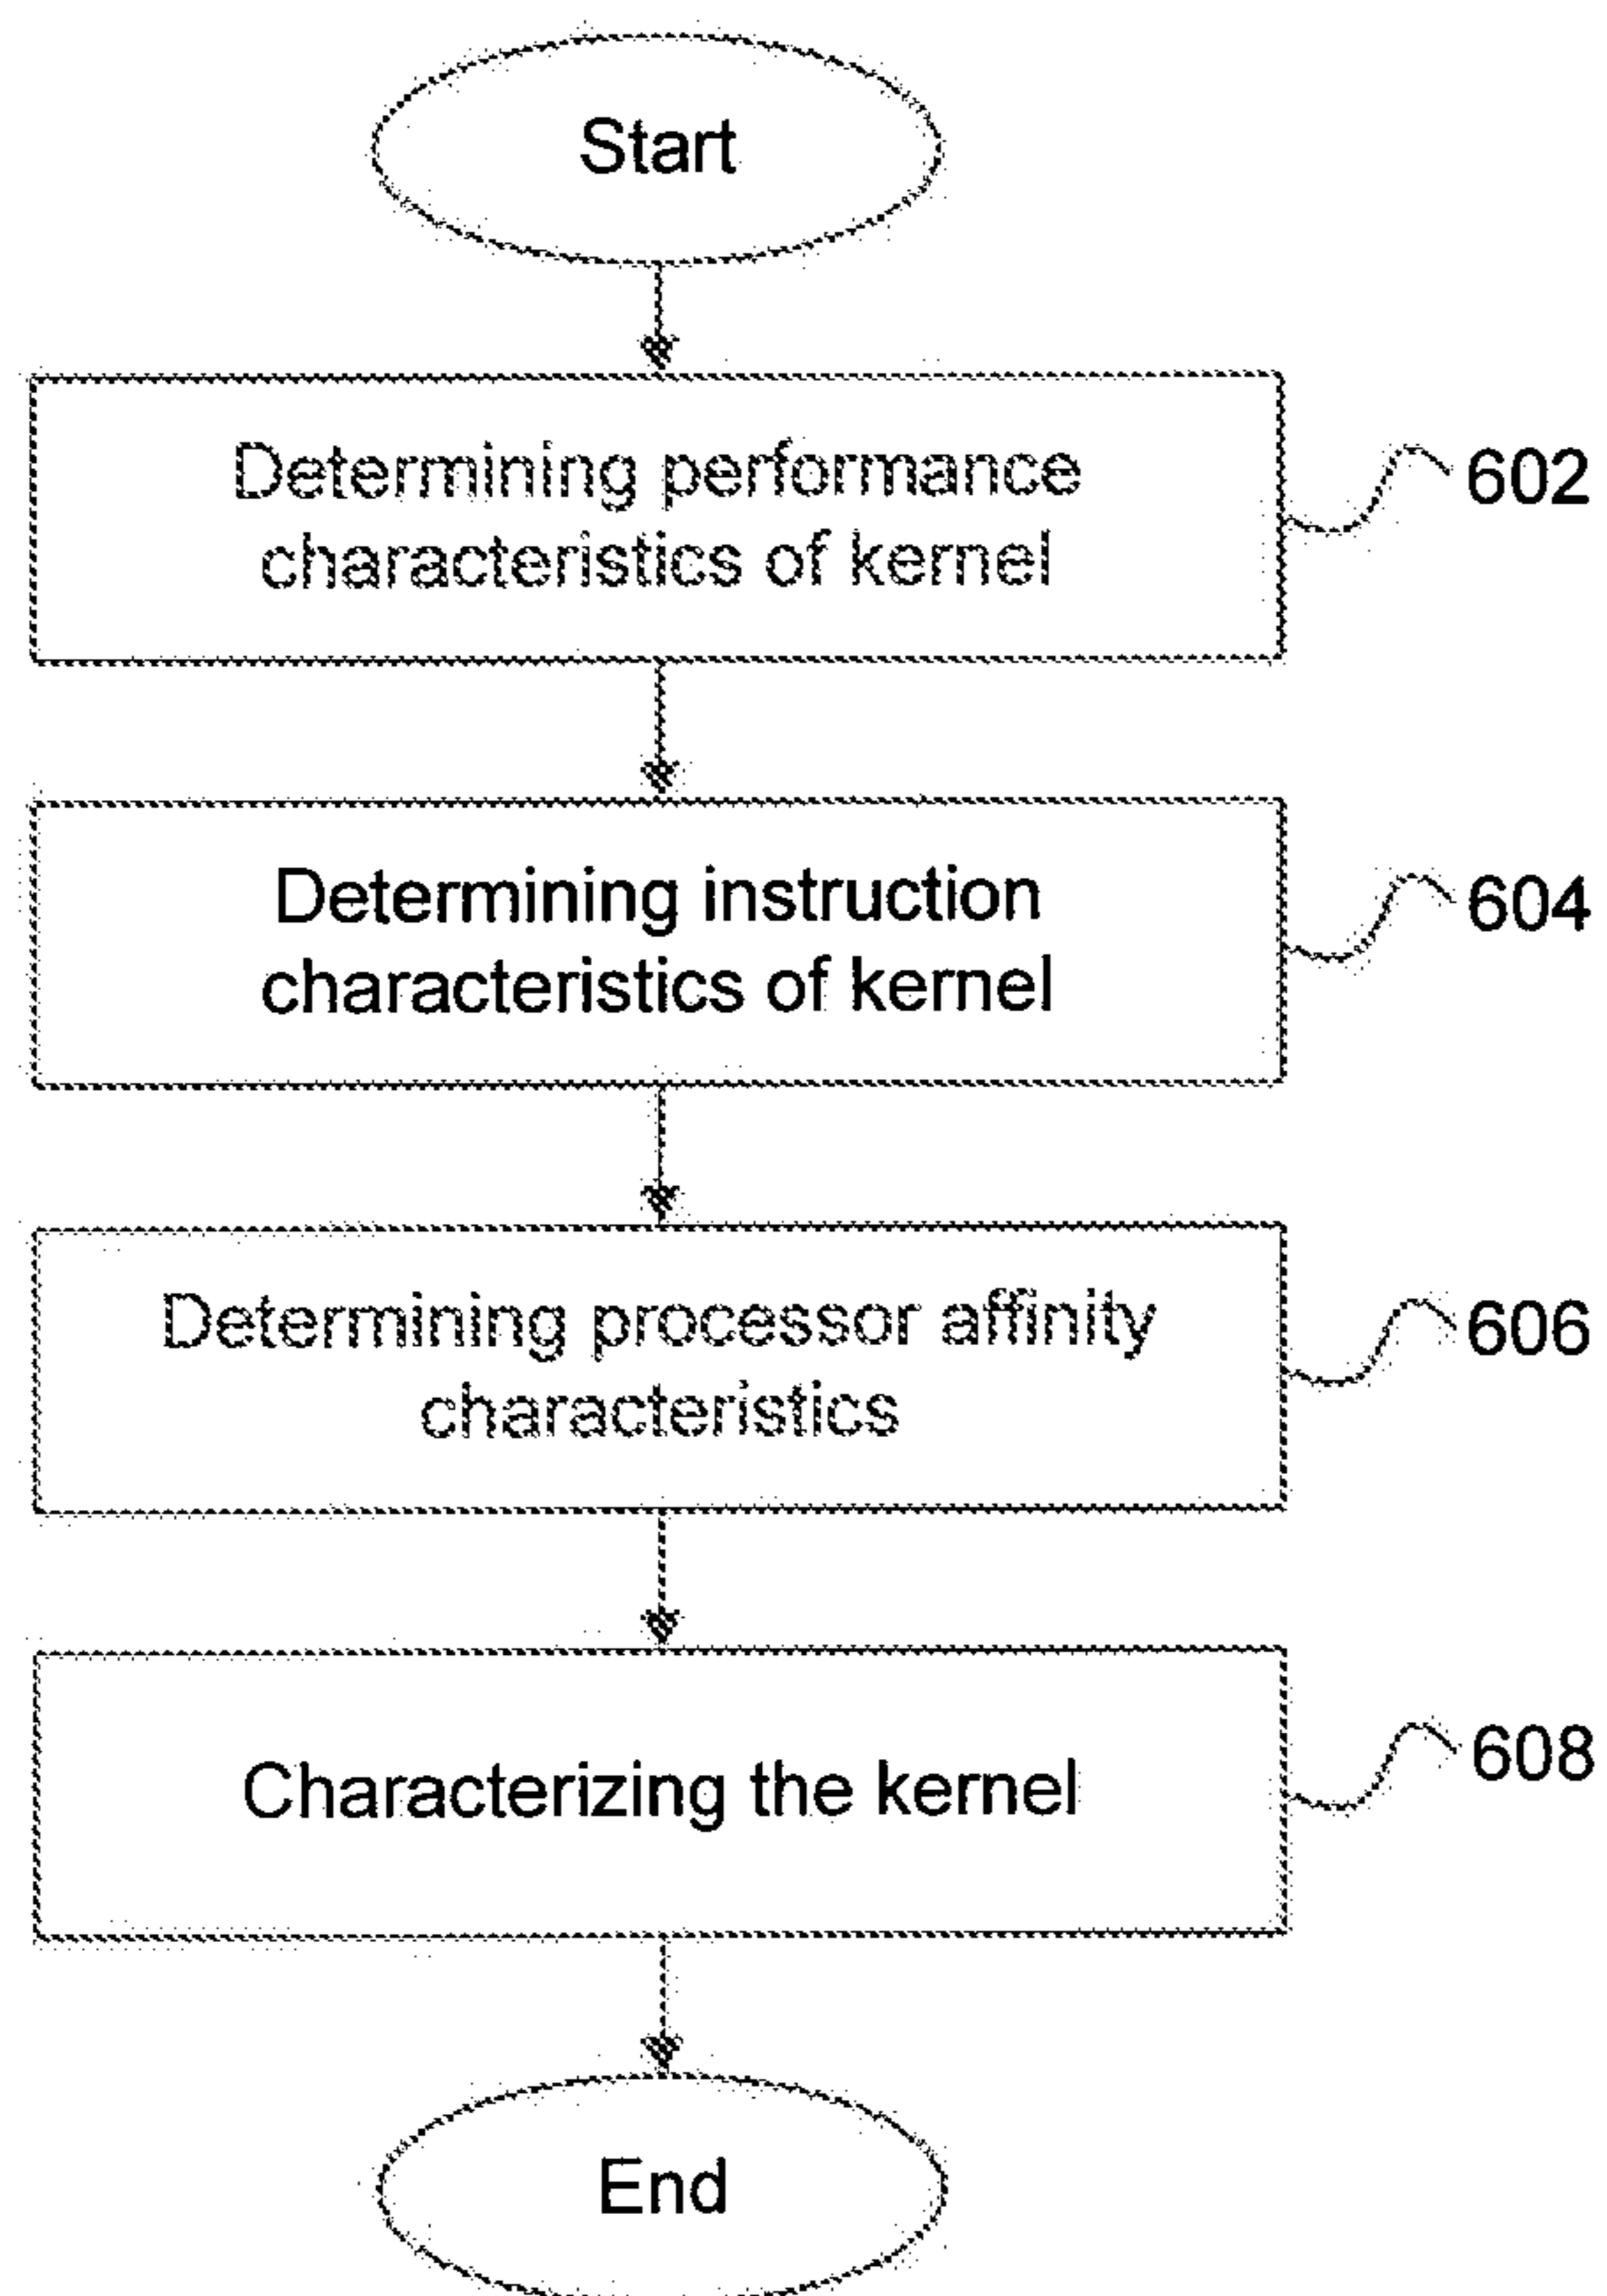 Start
Determining performance
characteristics of kernel
602
Determining instruction
characteristics of kernel
604
Determining processor affinity
characteristics
606
Characterizing the kernel
608
End